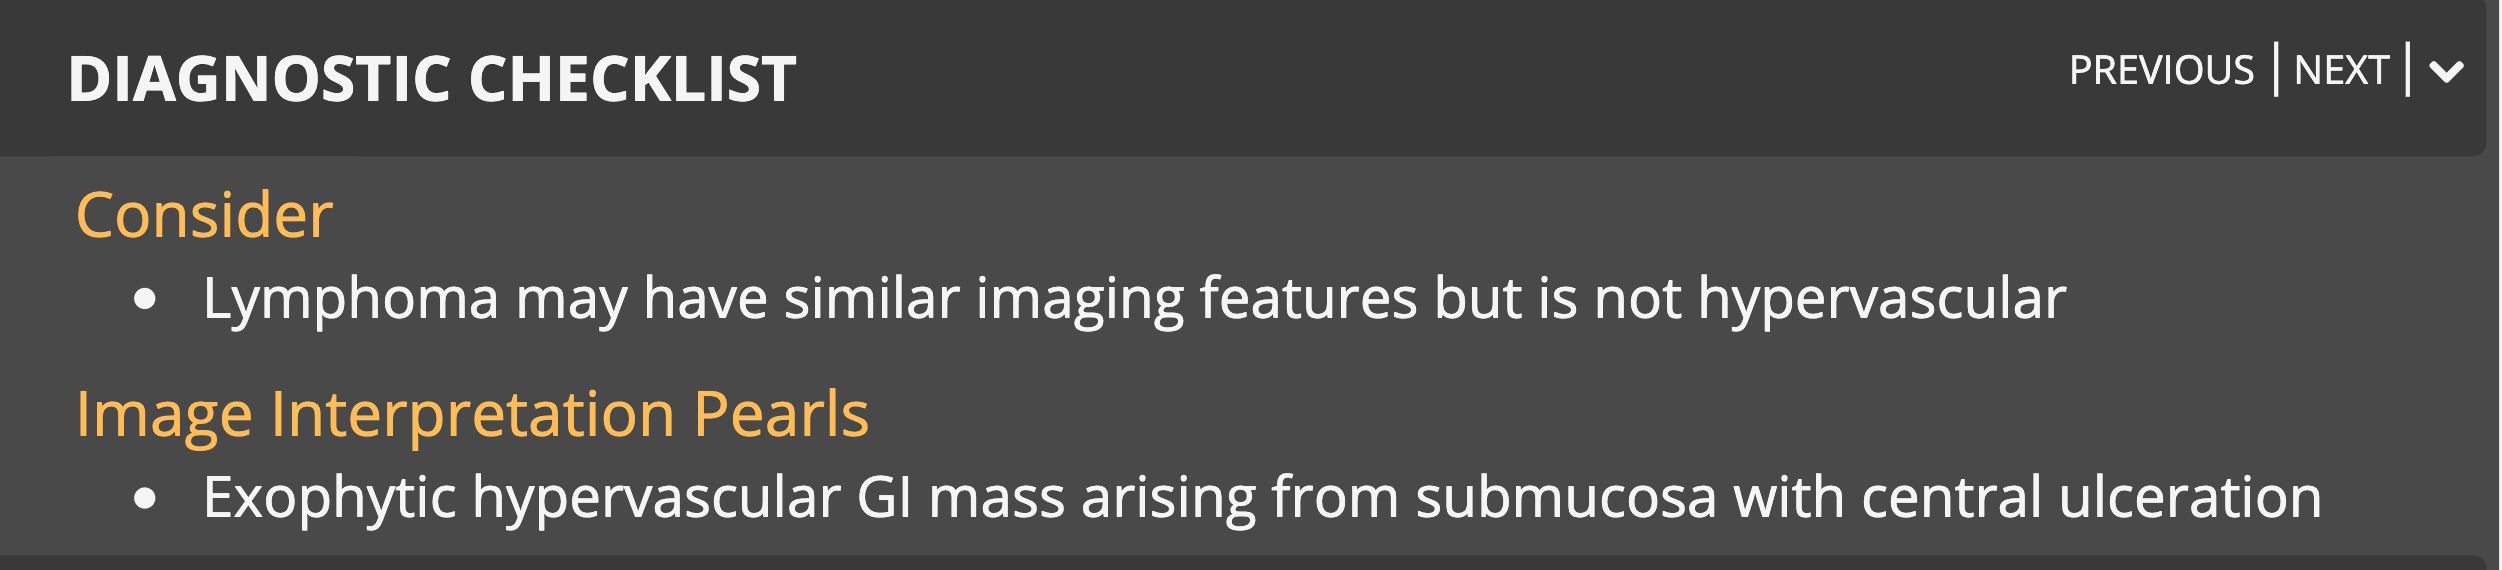 DIAGNOSTIC CHECKLIST
PREVIOUS | NEXT |
Consider
• Lymphoma may have similar imaging features but is not hypervascular
Image Interpretation Pearls
• Exophytic hypervascular GI mass arising from submucosa with central ulceration